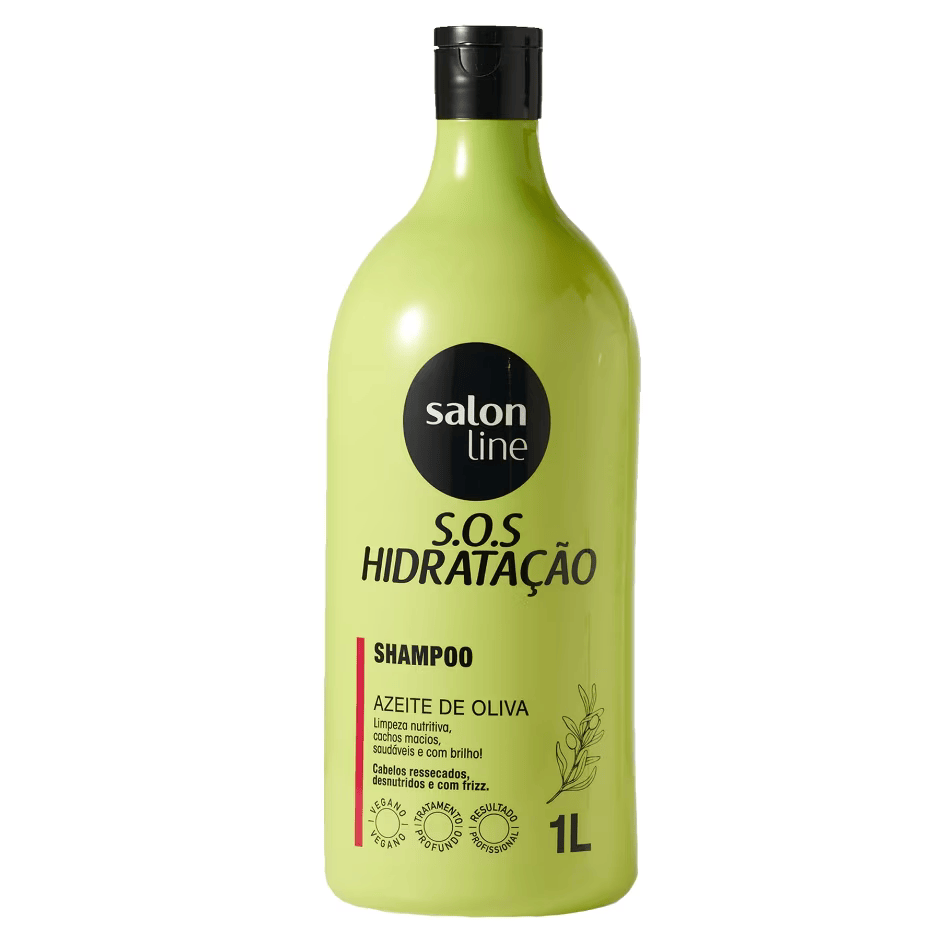 salon
line
S.O.S
HIDRATAÇÃO
SHAMPOO
AZEITE DE OLIVA
Limpeza nutritiva,
cachos macios,
saudáveis e com brilho!
Cabelos ressecados,
desnutridos e com frizz.
VEGANO
VEGANO
TRATAMENTO
PROFUNDO
RESULTADO
PROFISSIONAL
1L